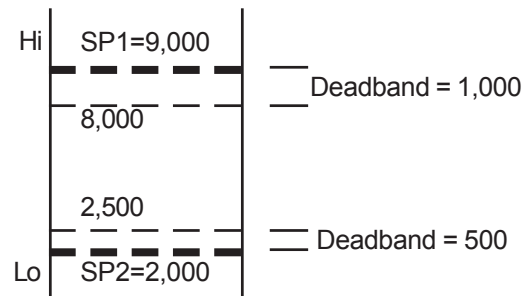 Hi
SP1=9,000
Deadband = 1,000
8,000
2,500
Deadband = 500
Lo
SP2=2,000